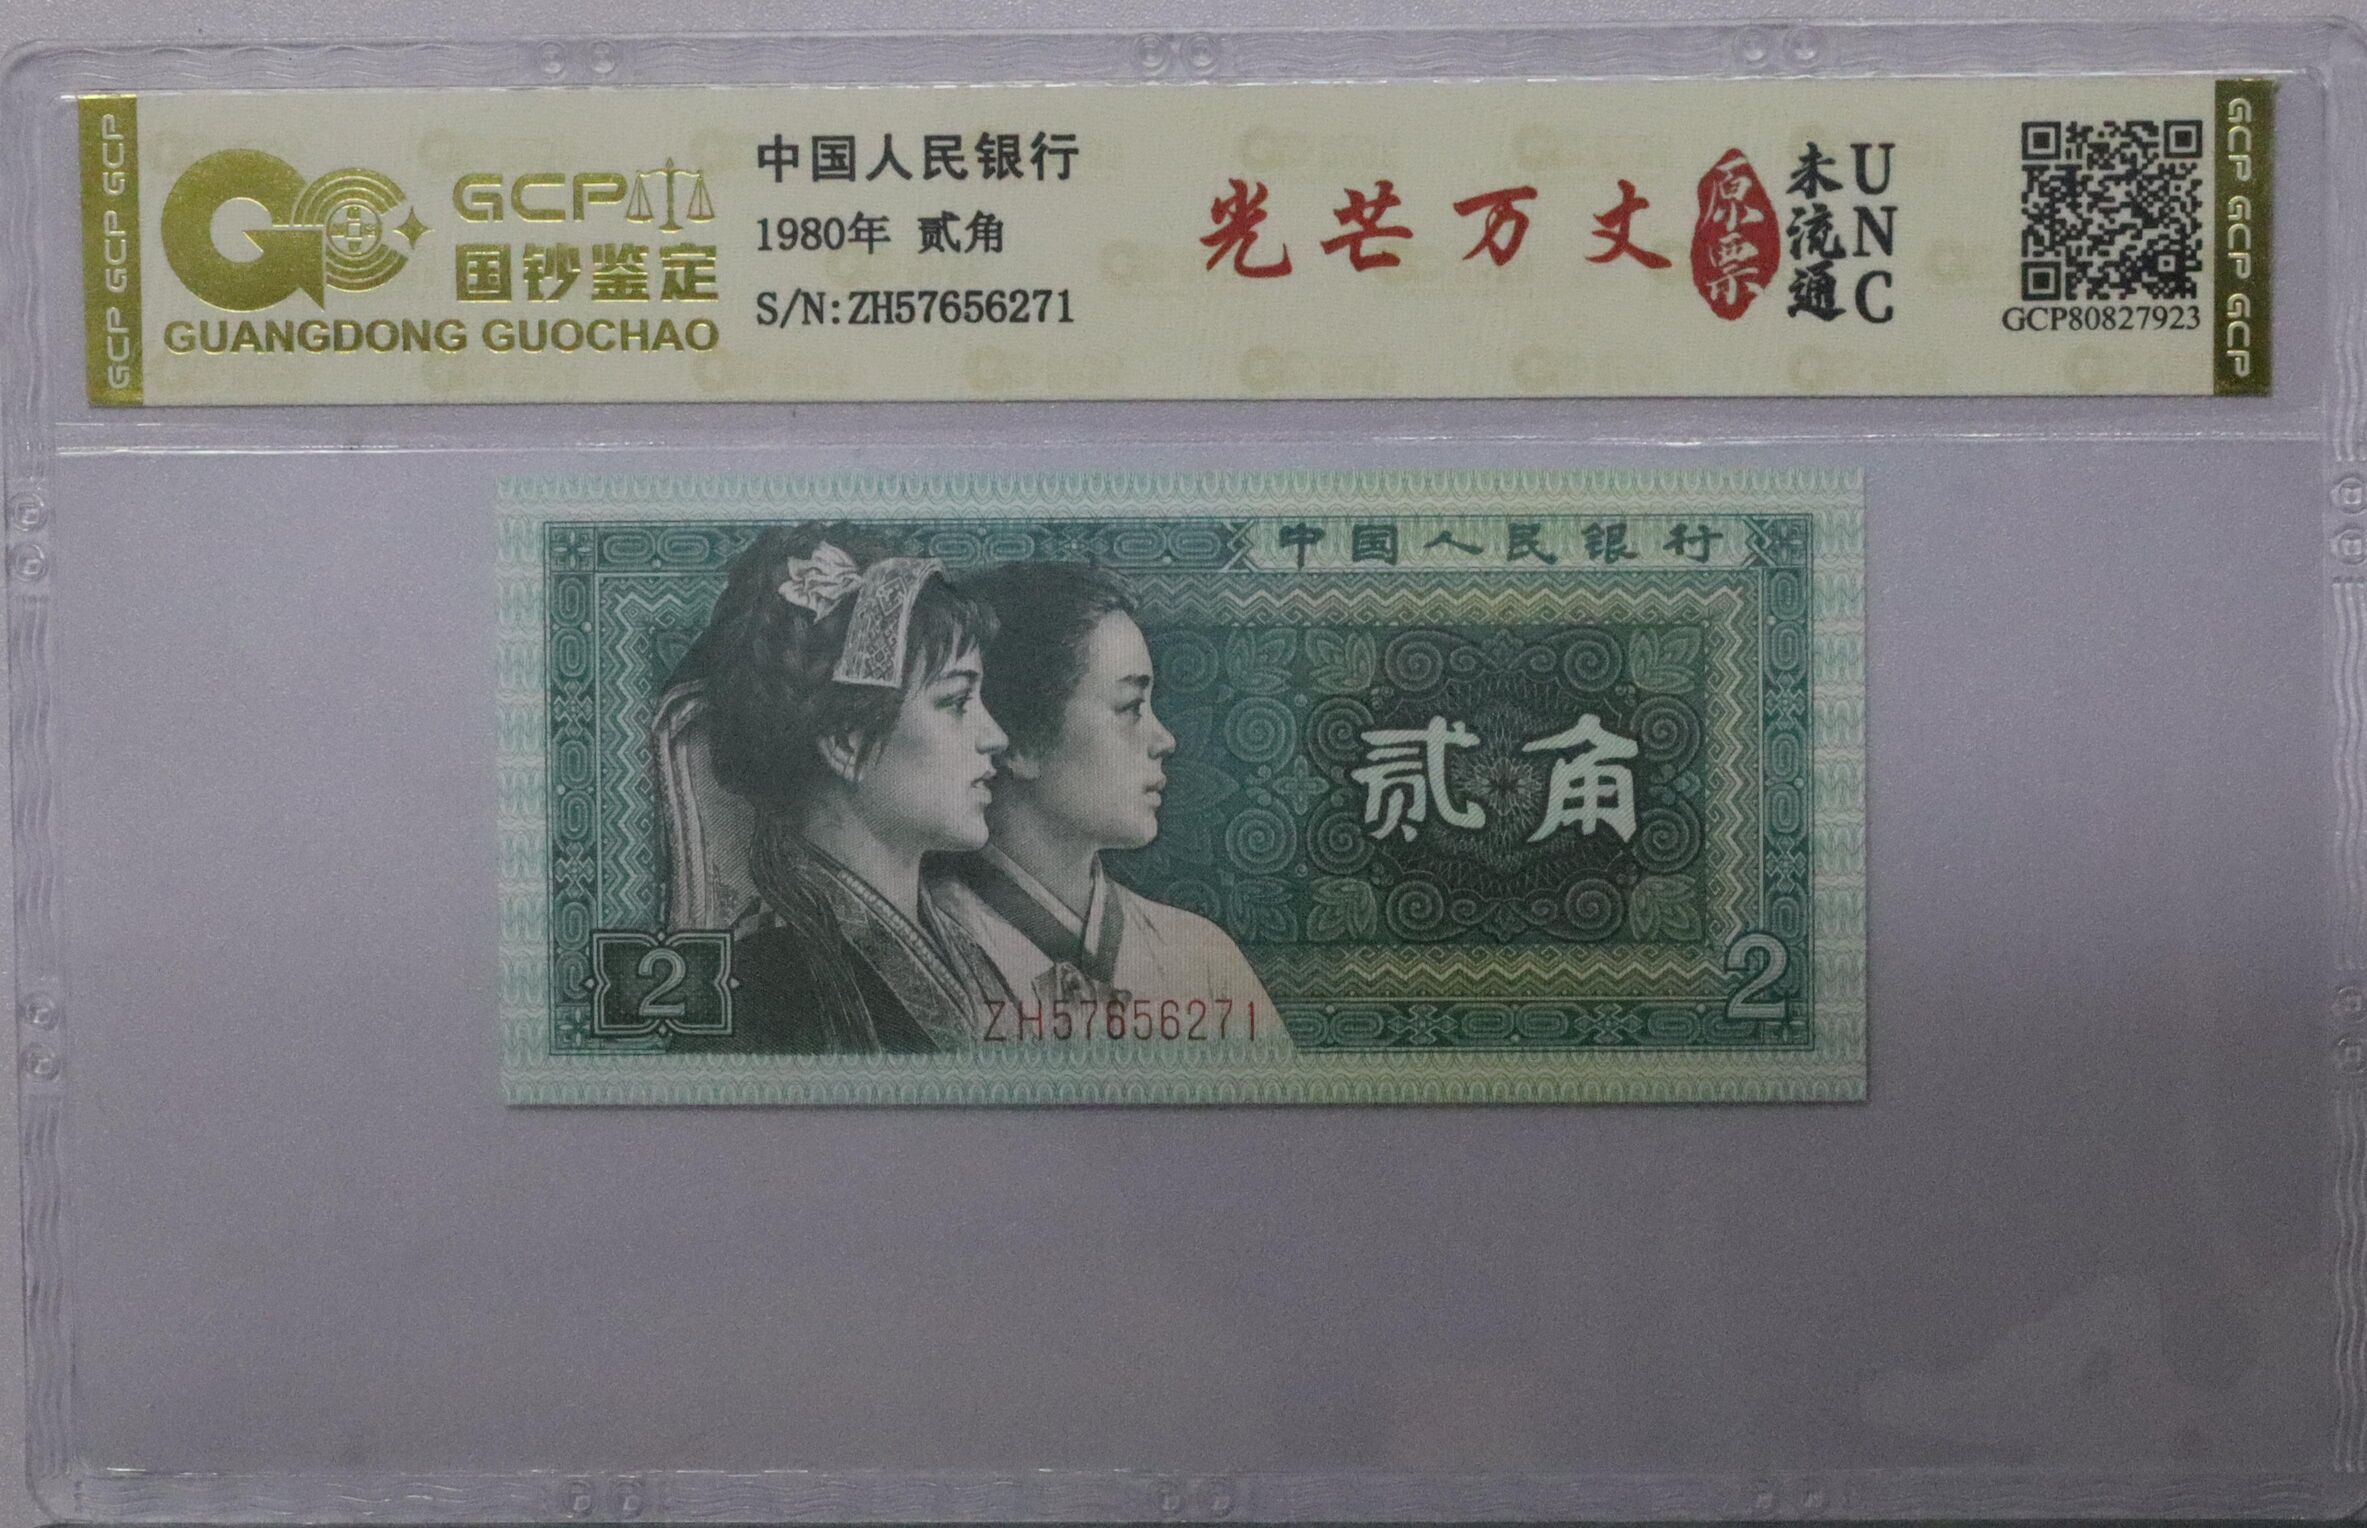 GCP GCP GCP
GCP
国钞鉴定
GUANGDONG GUOCHAO
中国人民银行
1980年 贰角
S/N:ZH57656271
光芒万丈
原票
未流通
UNC
GCP80827923
GCP GCP GCP
中国人民银行
贰角
2
2
ZH57656271